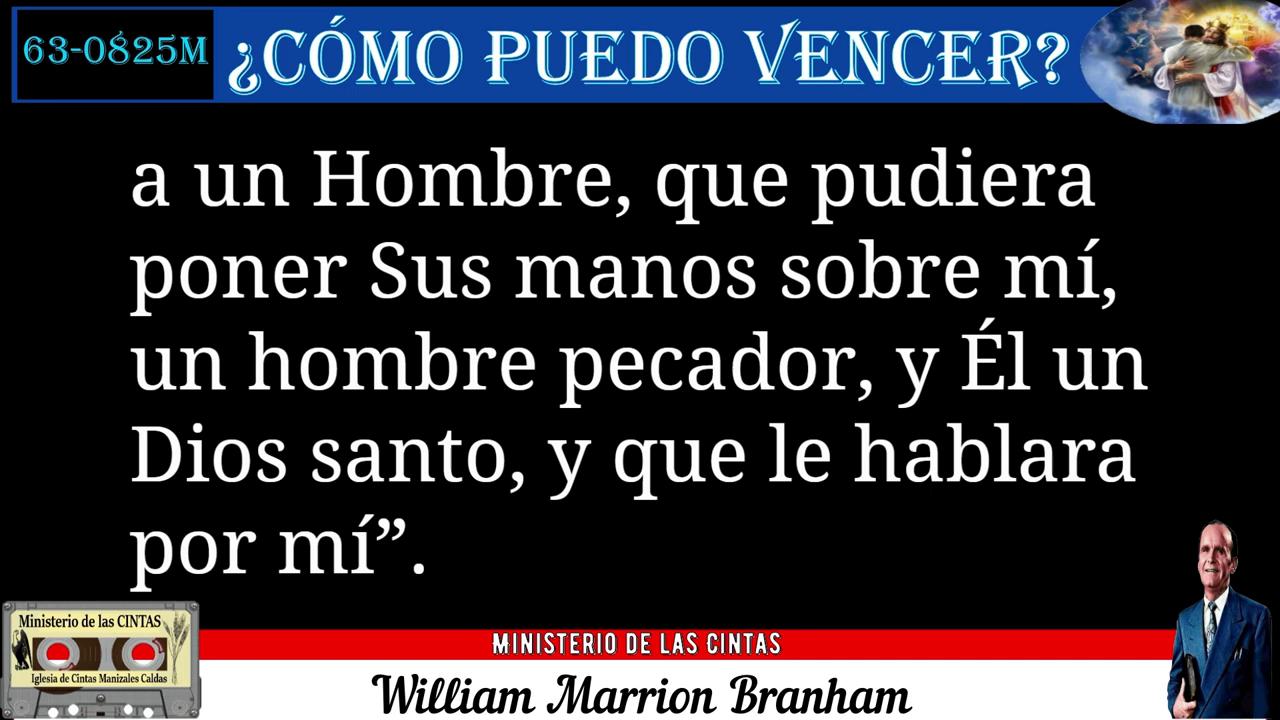 63-0825M
¿CÓMO PUEDO VENCER?
a un Hombre, que pudiera
poner Sus manos sobre mí,
un hombre pecador, y Él un
Dios santo, y que le hablara
por mí”.
Ministerio de las CINTAS
Iglesia de Cintas Manizales Caldas
MINISTERIO DE LAS CINTAS
William Marrion Branham